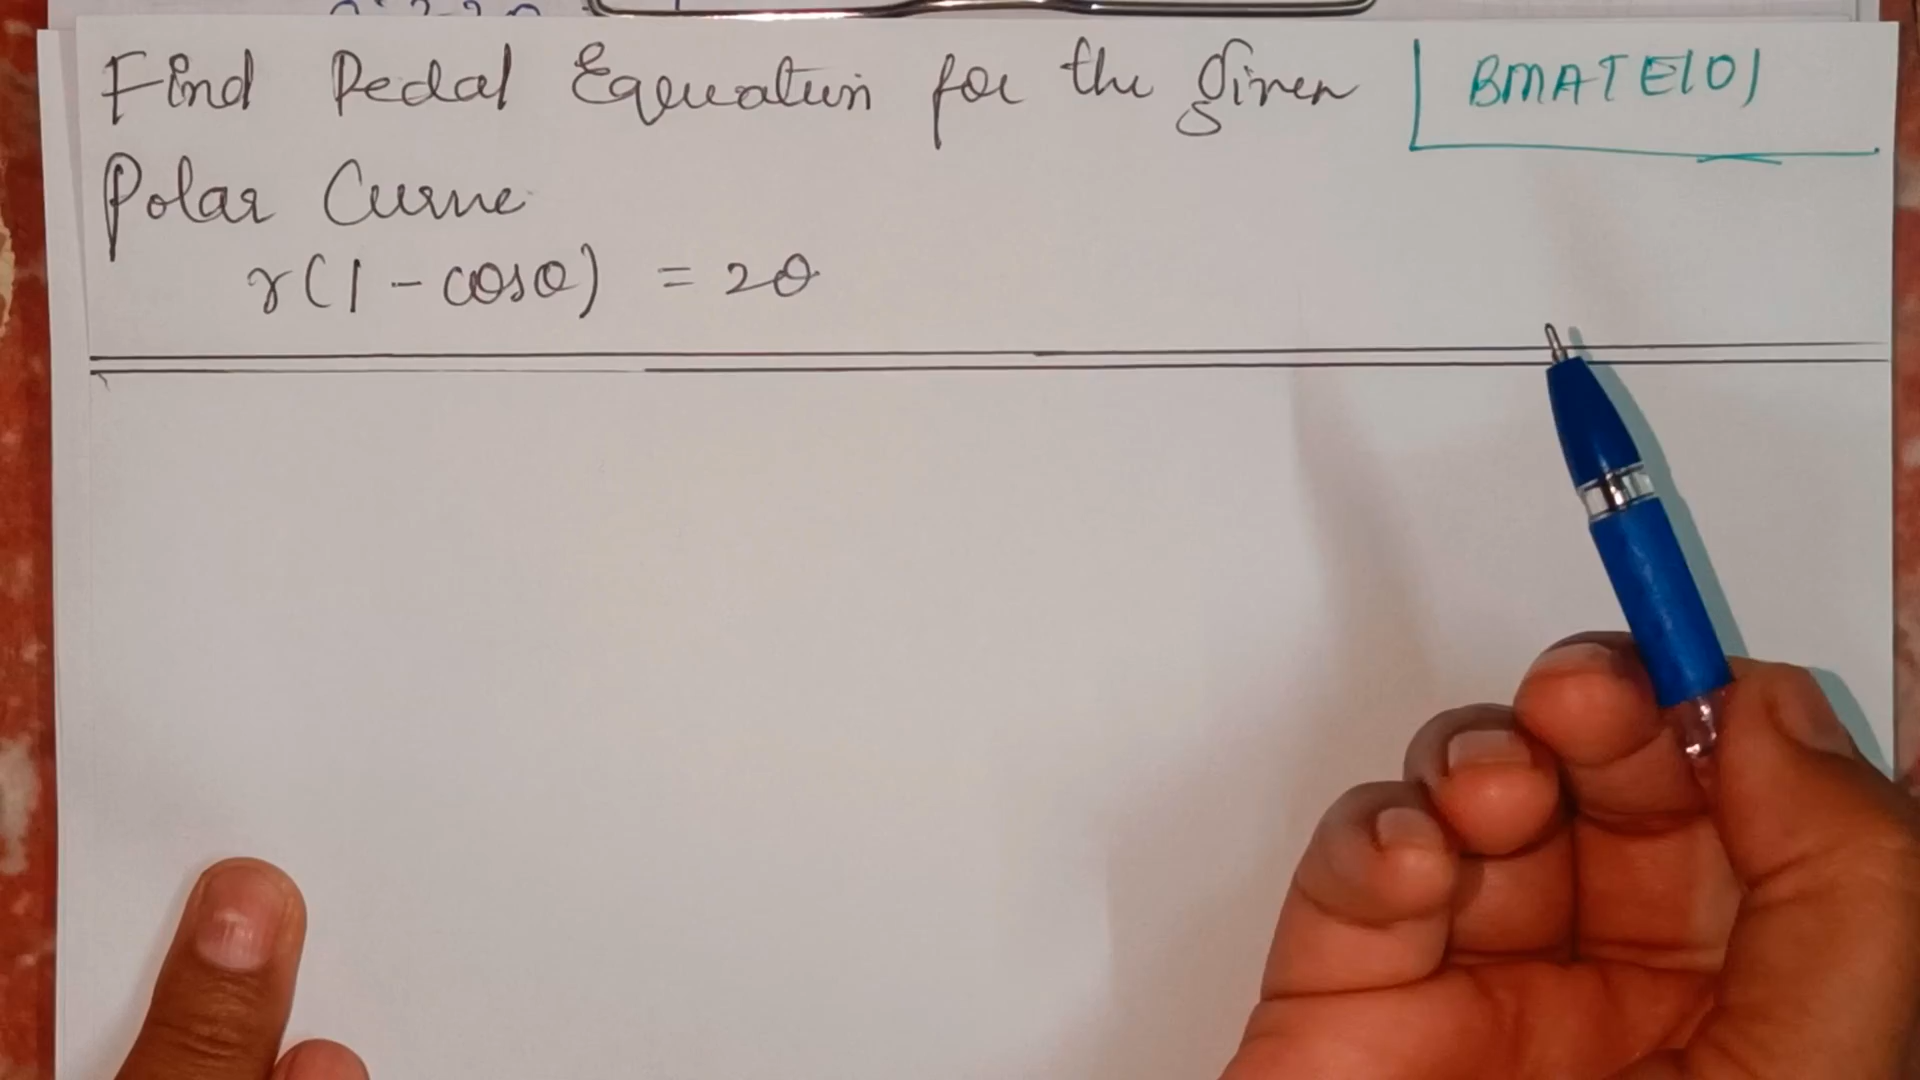 Find Pedal Equation for the given
BMATE101
Polar Curve
r(1 - cosθ) = 2θ